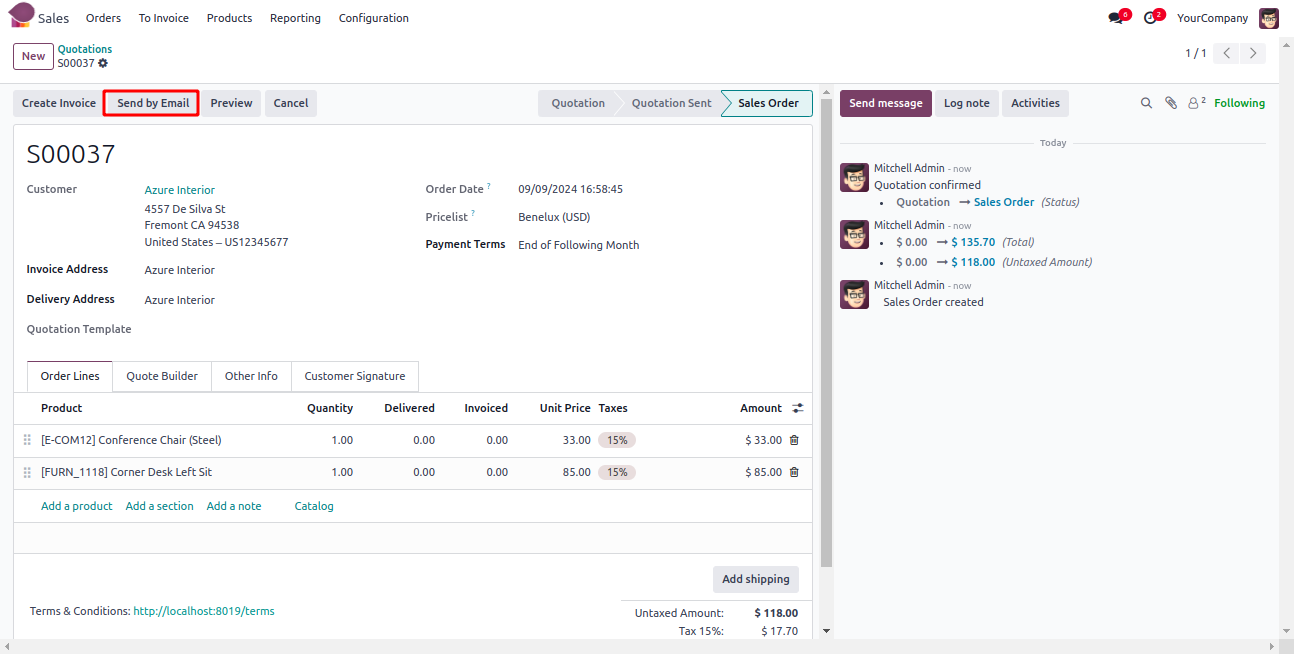 Sales Orders To Invoice Products Reporting Configuration 6 2 YourCompany
New Quotations
S00037
1 / 1
Create Invoice Send by Email Preview Cancel Quotation Quotation Sent Sales Order
S00037
Customer Azure Interior
4557 De Silva St
Fremont CA 94538
United States – US12345677
Invoice Address Azure Interior
Delivery Address Azure Interior
Quotation Template
Order Date ? 09/09/2024 16:58:45
Pricelist ? Benelux (USD)
Payment Terms End of Following Month
Order Lines Quote Builder Other Info Customer Signature
Product Quantity Delivered Invoiced Unit Price Taxes Amount
[E-COM12] Conference Chair (Steel) 1.00 0.00 0.00 33.00 15% $ 33.00
[FURN_1118] Corner Desk Left Sit 1.00 0.00 0.00 85.00 15% $ 85.00
Add a product Add a section Add a note Catalog
Add shipping
Terms & Conditions: http://localhost:8019/terms
Untaxed Amount: $ 118.00
Tax 15%: $ 17.70
Send message Log note Activities 2 Following
Today
Mitchell Admin - now
Quotation confirmed
• Quotation → Sales Order (Status)
Mitchell Admin - now
• $ 0.00 → $ 135.70 (Total)
• $ 0.00 → $ 118.00 (Untaxed Amount)
Mitchell Admin - now
Sales Order created